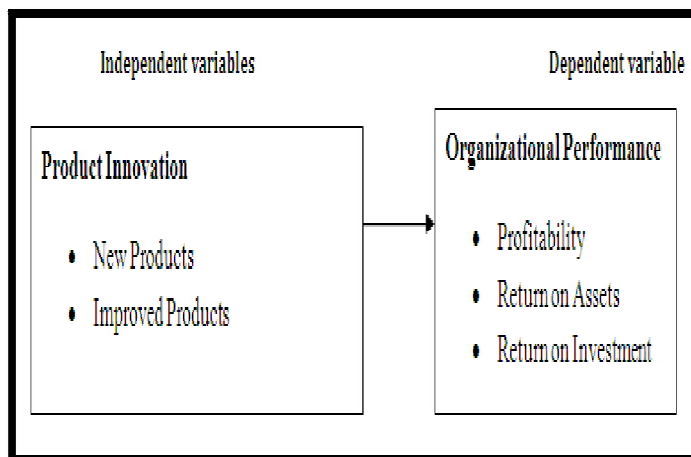 Independent variables
Dependent variable
Product Innovation
• New Products
• Improved Products
Organizational Performance
• Profitability
• Return on Assets
• Return on Investment